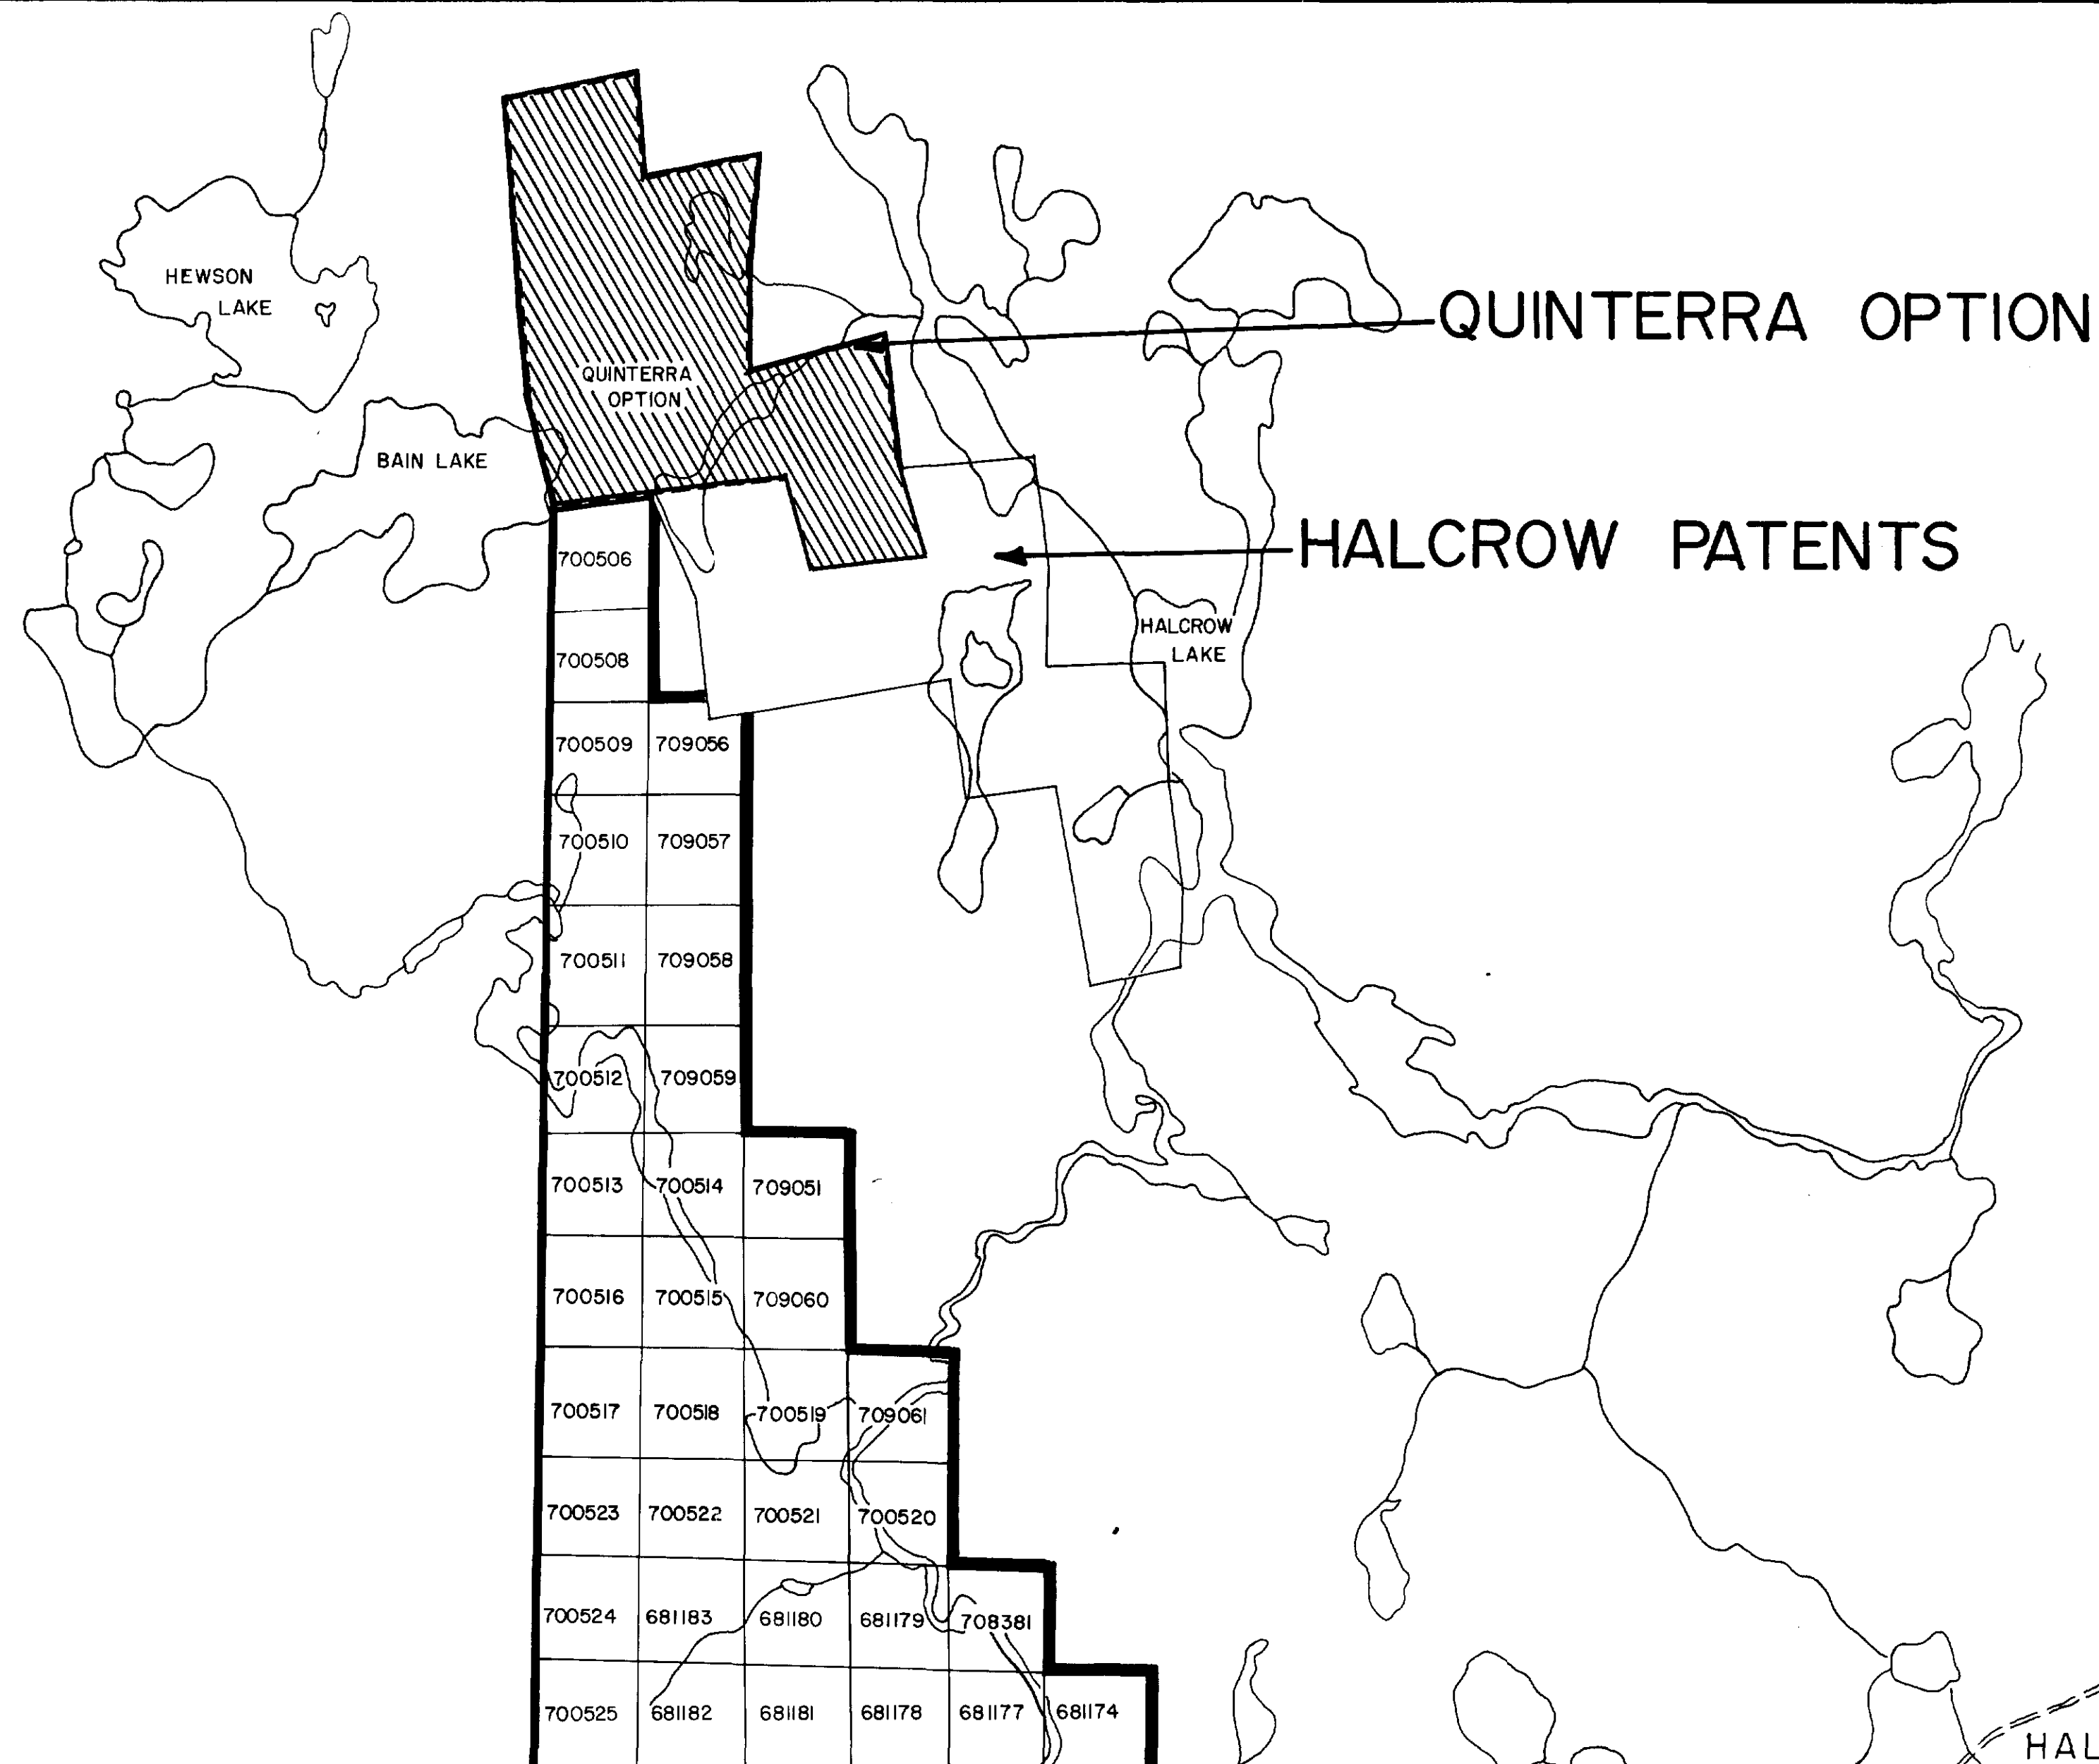 HEWSON
LAKE
QUINTERRA OPTION
QUINTERRA
OPTION
BAIN LAKE
HALCROW PATENTS
700506
HALCROW
LAKE
700508
700509 709056
700510 709057
700511 709058
700512 709059
700513 700514 709051
700516 700515 709060
700517 700518 700519 709061
700523 700522 700521 700520
700524 681183 681180 681179 708381
700525 681182 681181 681178 681177 681174
HAL